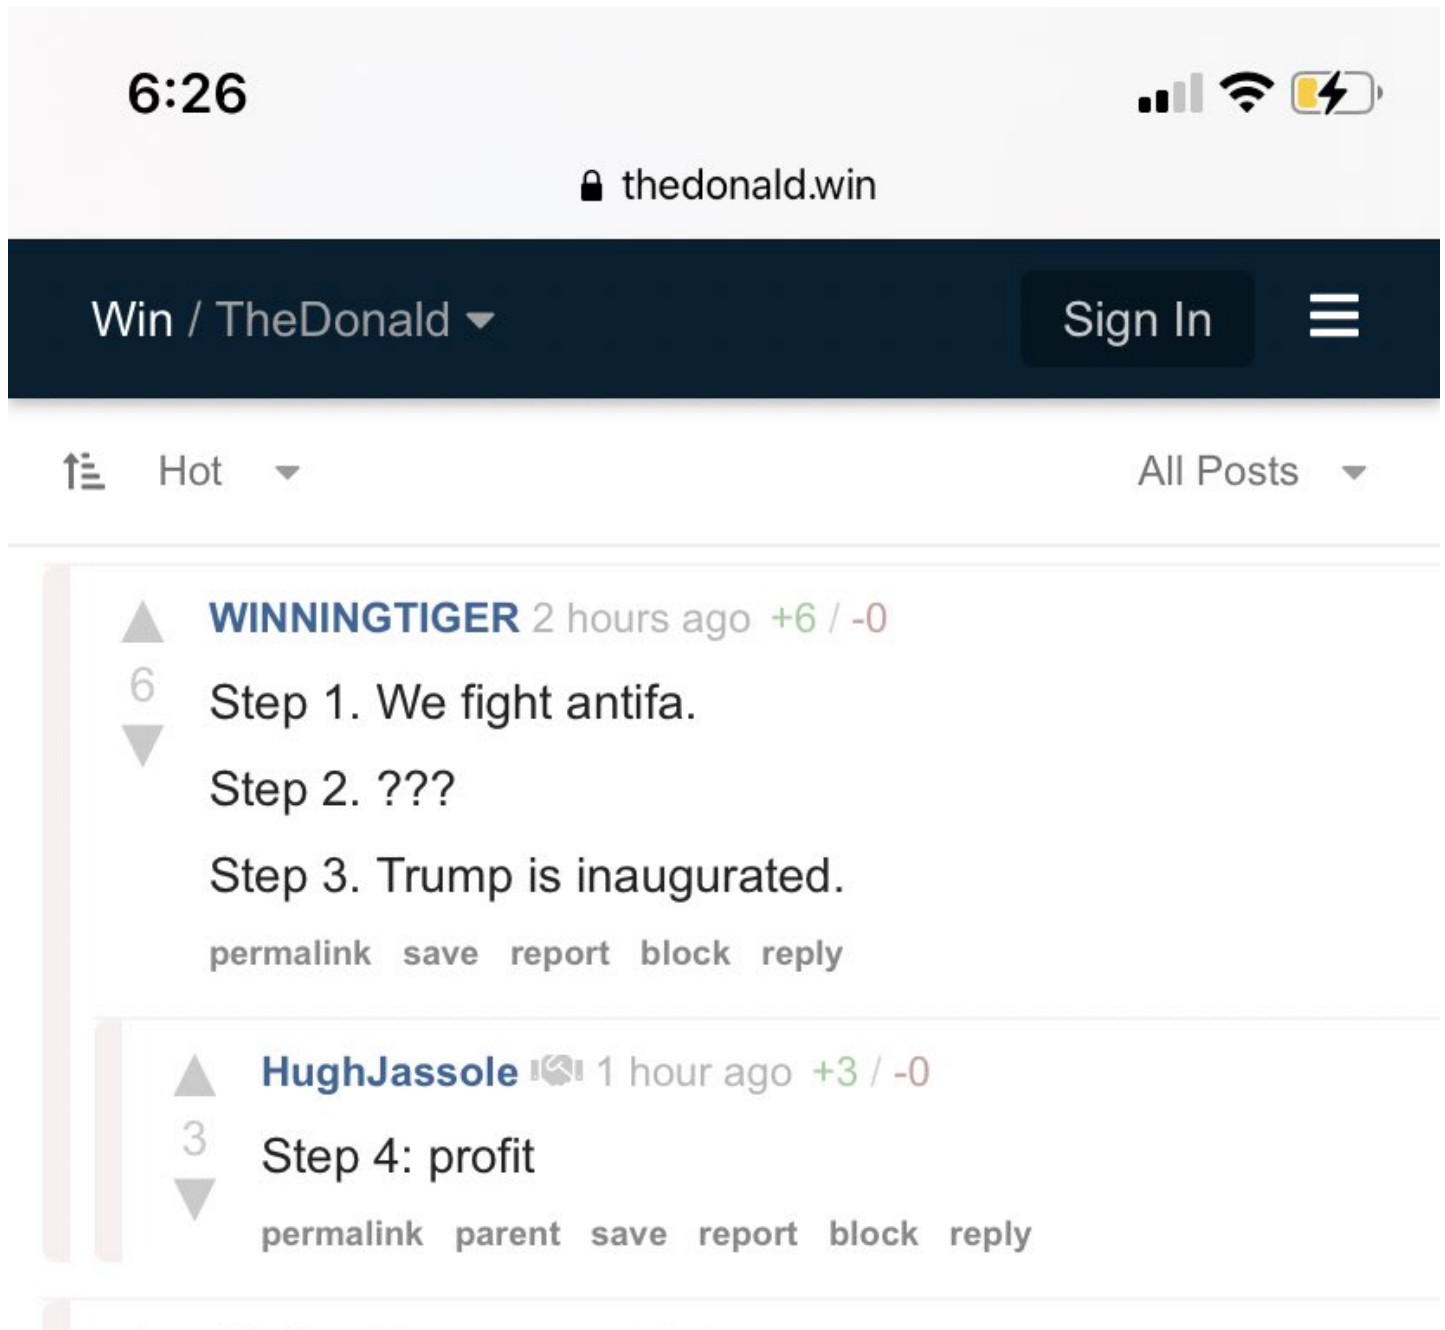 6:26
thedonald.win
Win / TheDonald
Sign In
Hot
All Posts
WINNINGTIGER 2 hours ago +6 / -0
6
Step 1. We fight antifa.
Step 2. ???
Step 3. Trump is inaugurated.
permalink save report block reply
HughJassole 1 hour ago +3 / -0
3
Step 4: profit
permalink parent save report block reply